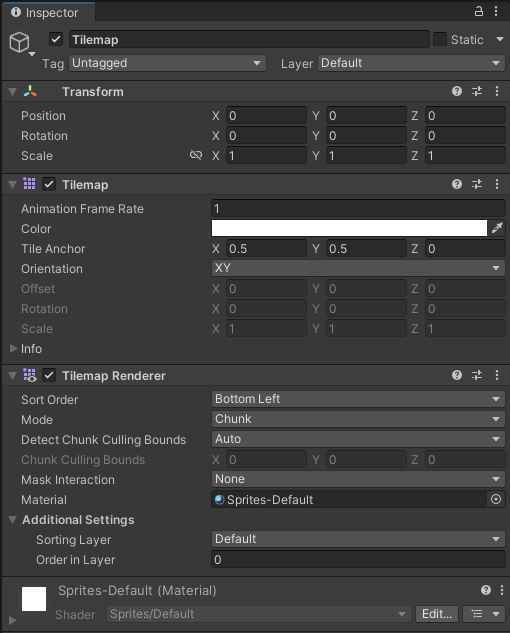 Inspector
Tilemap Static
Tag Untagged Layer Default
Transform
Position X 0 Y 0 Z 0
Rotation X 0 Y 0 Z 0
Scale X 1 Y 1 Z 1
Tilemap
Animation Frame Rate 1
Color
Tile Anchor X 0.5 Y 0.5 Z 0
Orientation XY
Offset X 0 Y 0 Z 0
Rotation X 0 Y 0 Z 0
Scale X 1 Y 1 Z 1
Info
Tilemap Renderer
Sort Order Bottom Left
Mode Chunk
Detect Chunk Culling Bounds Auto
Chunk Culling Bounds X 0 Y 0 Z 0
Mask Interaction None
Material Sprites-Default
Additional Settings
Sorting Layer Default
Order in Layer 0
Sprites-Default (Material)
Shader Sprites/Default Edit...